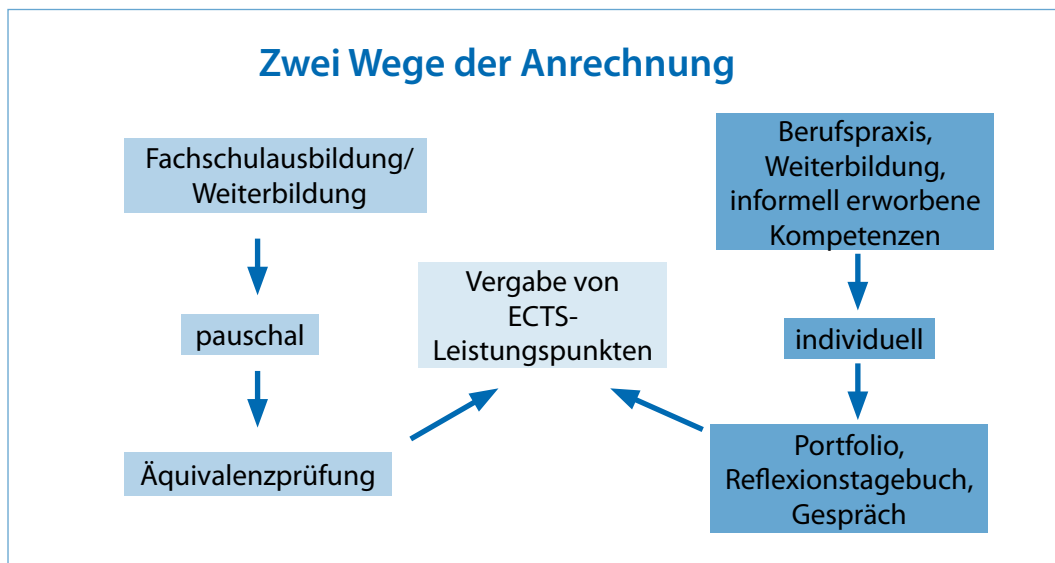 Zwei Wege der Anrechnung
Fachschulausbildung/
Weiterbildung
pauschal
Äquivalenzprüfung
Vergabe von
ECTS-
Leistungspunkten
Berufspraxis,
Weiterbildung,
informell erworbene
Kompetenzen
individuell
Portfolio,
Reflexionstagebuch,
Gespräch